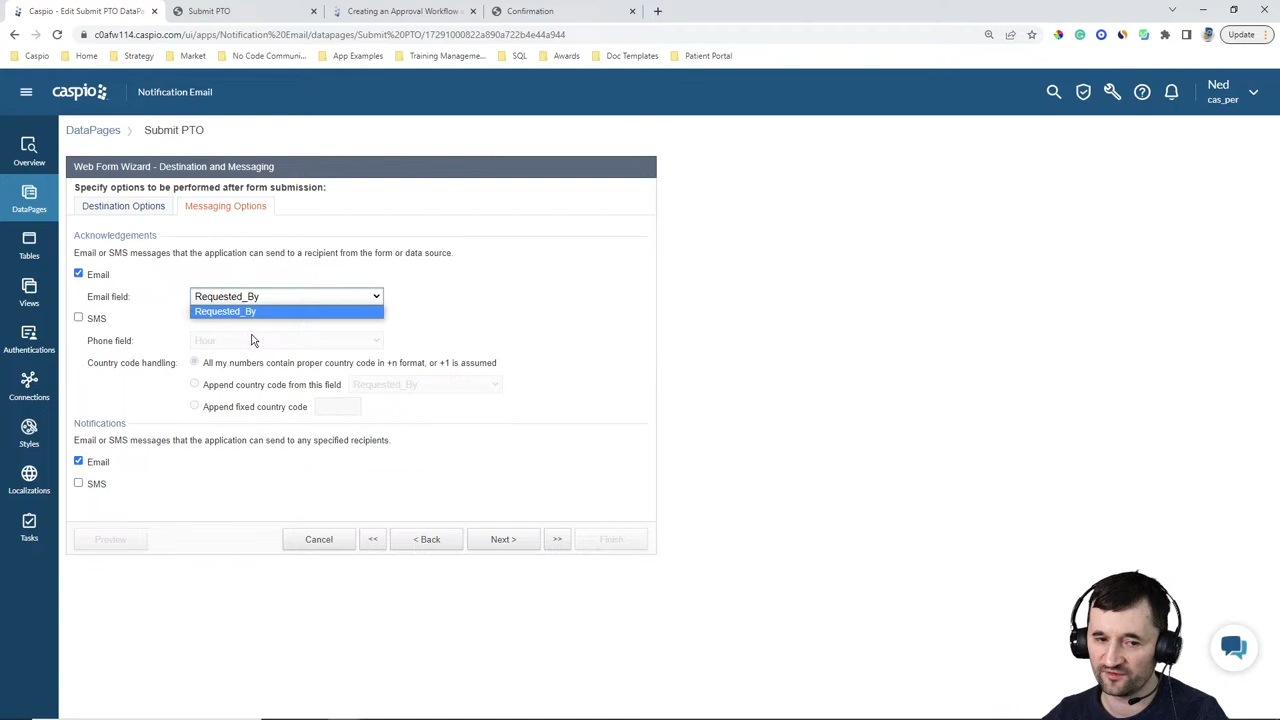 Caspio - Edit Submit PTO DataPa
Submit PTO
Creating an Approval Workflow a
Confirmation
c0afw114.caspio.com/ui/apps/Notification%20Email/datapages/Submit%20PTO/17291000822a890a722b4c4e44a944
Update
Caspio
Home
Strategy
Market
No Code Communi...
App Examples
Training Manageme...
SQL
Awards
Doc Templates
Patient Portal
caspio
Notification Email
Ned
cas_per
Overview
DataPages
Tables
Views
Authentications
Connections
Styles
Localizations
Tasks
DataPages
Submit PTO
Web Form Wizard - Destination and Messaging
Specify options to be performed after form submission:
Destination Options
Messaging Options
Acknowledgements
Email or SMS messages that the application can send to a recipient from the form or data source.
Email
Email field:
Requested_By
Requested_By
SMS
Phone field:
Hour
Country code handling:
All my numbers contain proper country code in +n format, or +1 is assumed
Append country code from this field
Requested_By
Append fixed country code
Notifications
Email or SMS messages that the application can send to any specified recipients.
Email
SMS
Preview
Cancel
<<
< Back
Next >
>>
Finish